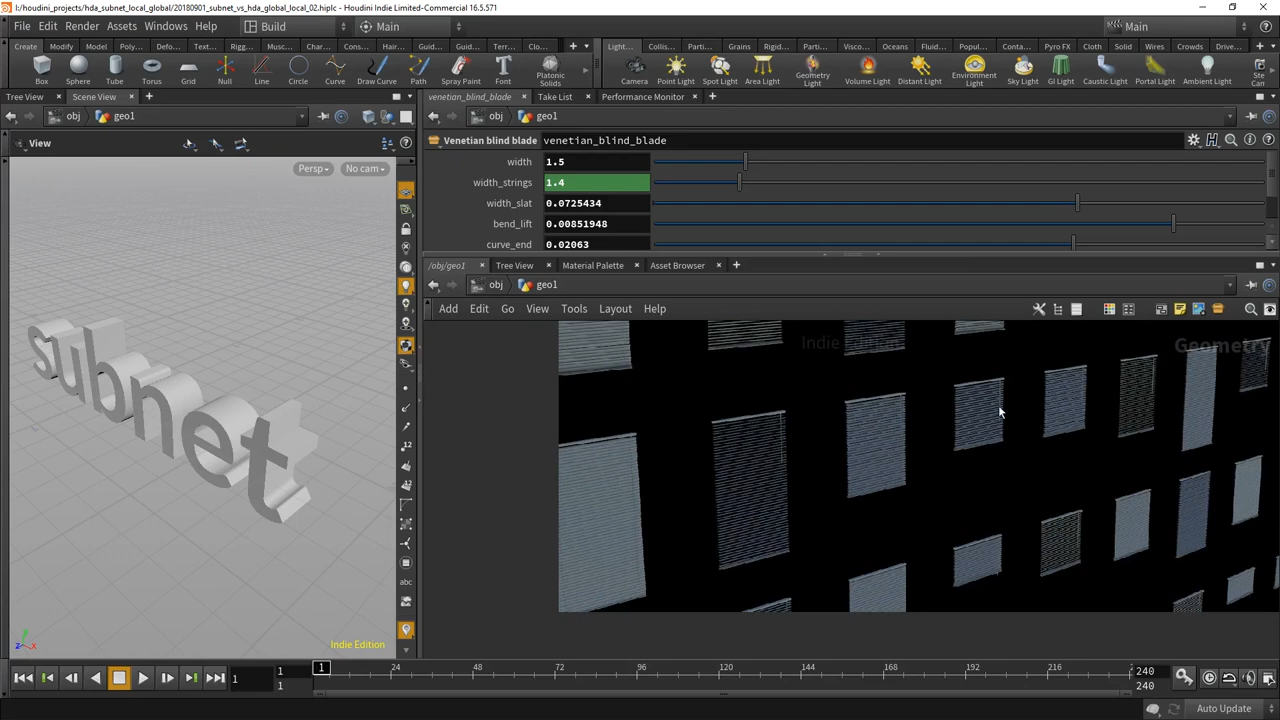 I:/houdini_projects/hda_subnet_local_global/20180901_subnet_vs_hda_global_local_02.hiplc - Houdini Indie Limited-Commercial 16.5.571
File Edit Render Assets Windows Help Build Main Main
Create Modify Model Poly... Defo... Text... Rigg... Musc... Char... Cons... Hair... Guid... Guid... Terr... Clo... Light... Collis... Parti... Grains Rigid... Parti... Visco... Oceans Fluid... Popul... Conta... Pyro FX Cloth Solid Wires Crowds Drive...
Box Sphere Tube Torus Grid Null Line Circle Curve Draw Curve Path Spray Paint Font Platonic Solids Camera Point Light Spot Light Area Light Geometry Light Volume Light Distant Light Environment Light Sky Light GI Light Caustic Light Portal Light Ambient Light Ste Can
Tree View Scene View venetian_blind_blade Take List Performance Monitor
obj geo1 obj geo1
View Venetian blind blade venetian_blind_blade
Persp No cam width 1.5
width_strings 1.4
width_slat 0.0725434
bend_lift 0.00851948
curve_end 0.02063
/obj/geo1 Tree View Material Palette Asset Browser
obj geo1
Add Edit Go View Tools Layout Help
Indie Edition Geometry
subnet
12
12
abc
Indie Edition
1 1 1 1 24 48 72 96 120 144 168 192 216 2 240 240
Auto Update